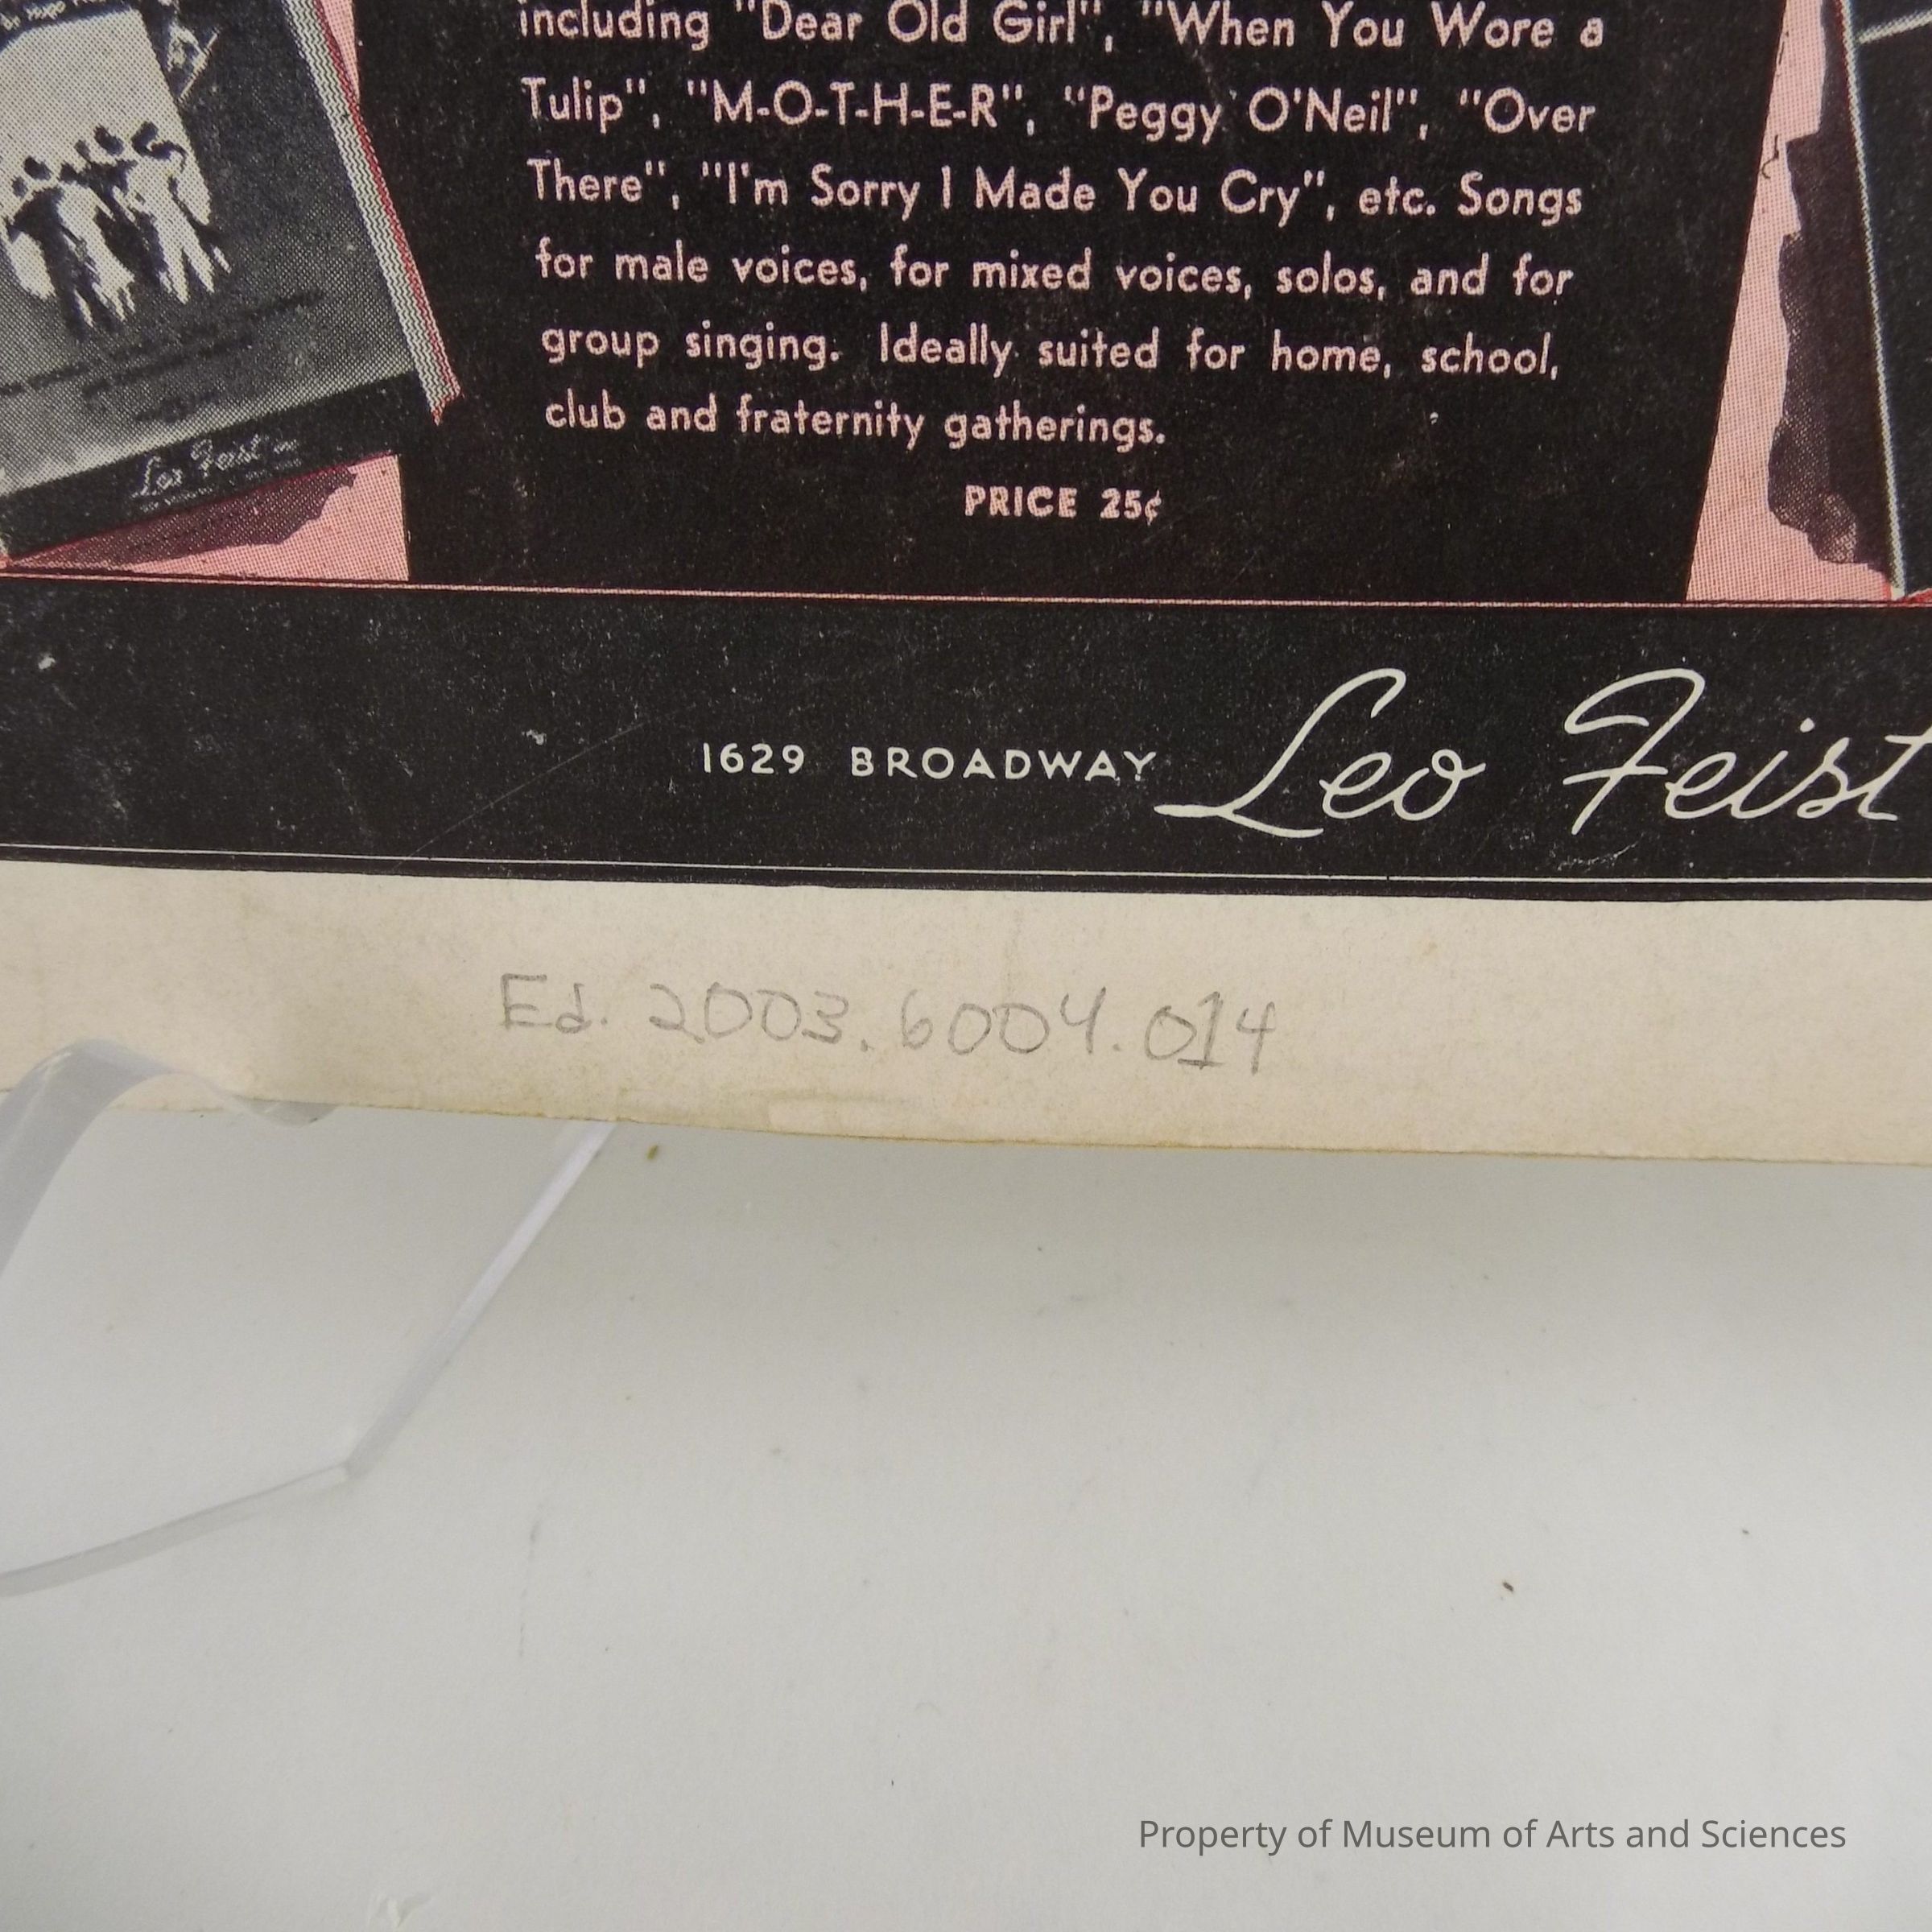 including "Dear Old Girl", "When You Wore a
Tulip", "M-O-T-H-E-R", "Peggy O'Neil", "Over
There", "I'm Sorry I Made You Cry", etc. Songs
for male voices, for mixed voices, solos, and for
group singing. Ideally suited for home, school,
club and fraternity gatherings.
PRICE 25¢
Leo Feist
1629 BROADWAY Leo Feist
Ed. 2003.6004.014
Property of Museum of Arts and Sciences